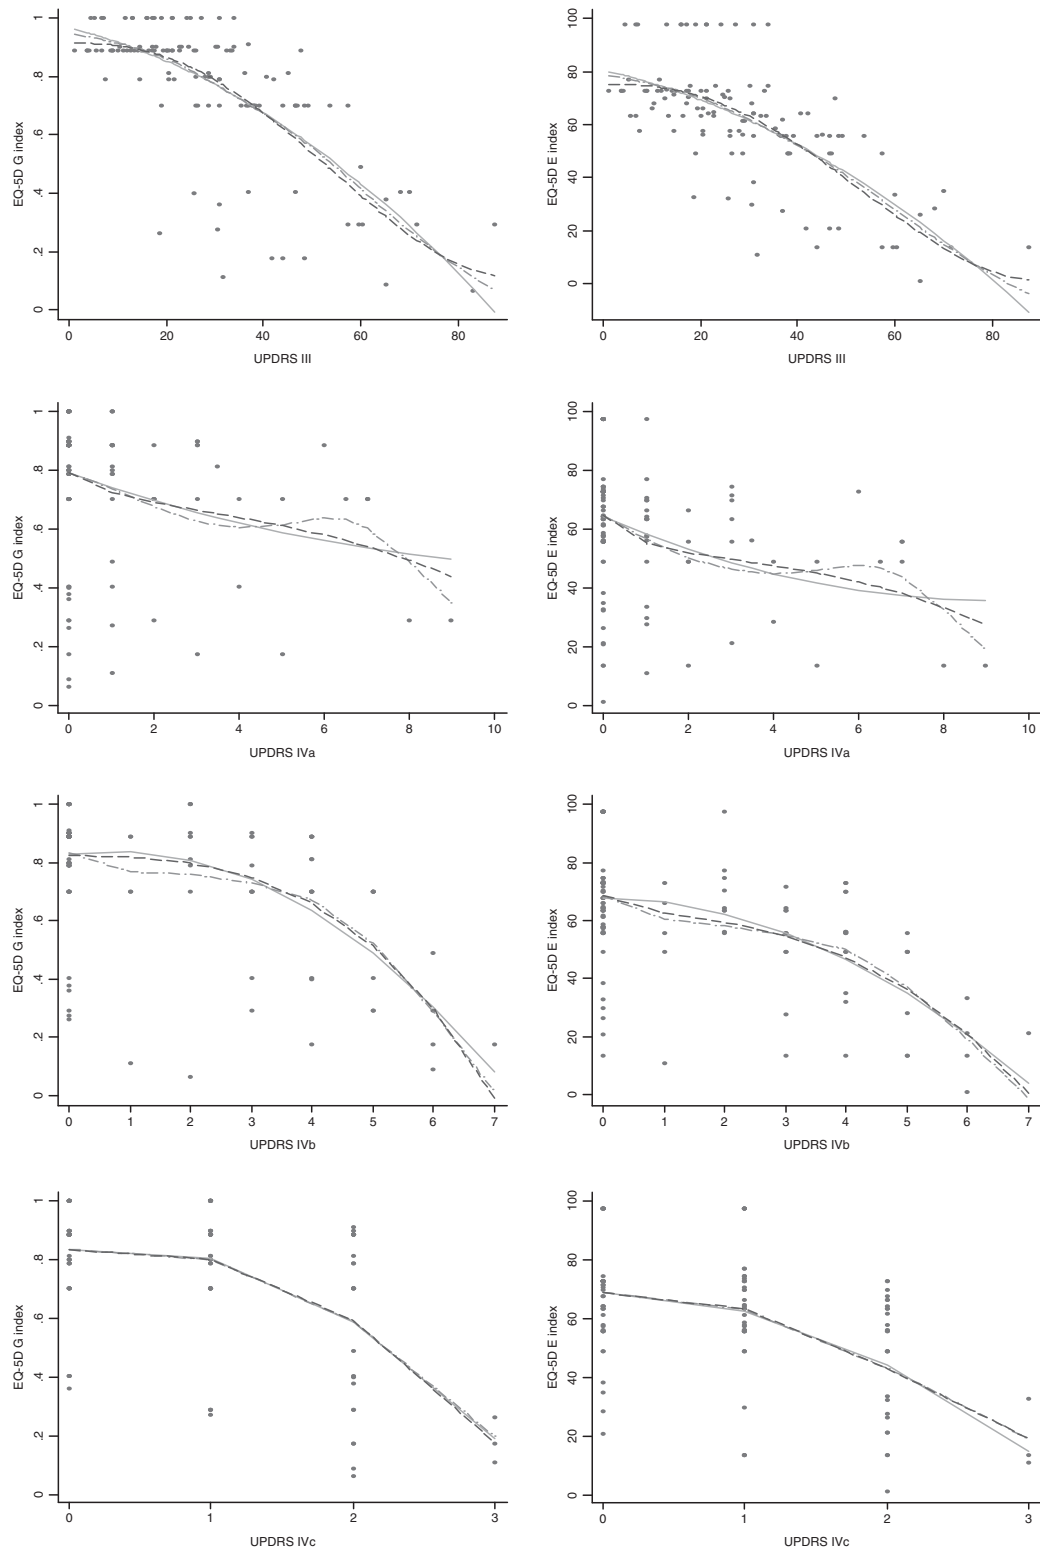 EQ-5D G index
1
.8
.6
.4
.2
0
0 20 40 60 80
UPDRS III
EQ-5D E index
100
80
60
40
20
0
0 20 40 60 80
UPDRS III
EQ-5D G index
1
.8
.6
.4
.2
0
0 2 4 6 8 10
UPDRS IVa
EQ-5D E index
100
80
60
40
20
0
0 2 4 6 8 10
UPDRS IVa
EQ-5D G index
1
.8
.6
.4
.2
0
0 1 2 3 4 5 6 7
UPDRS IVb
EQ-5D E index
100
80
60
40
20
0
0 1 2 3 4 5 6 7
UPDRS IVb
EQ-5D G index
1
.8
.6
.4
.2
0
0 1 2 3
UPDRS IVc
EQ-5D E index
100
80
60
40
20
0
0 1 2 3
UPDRS IVc